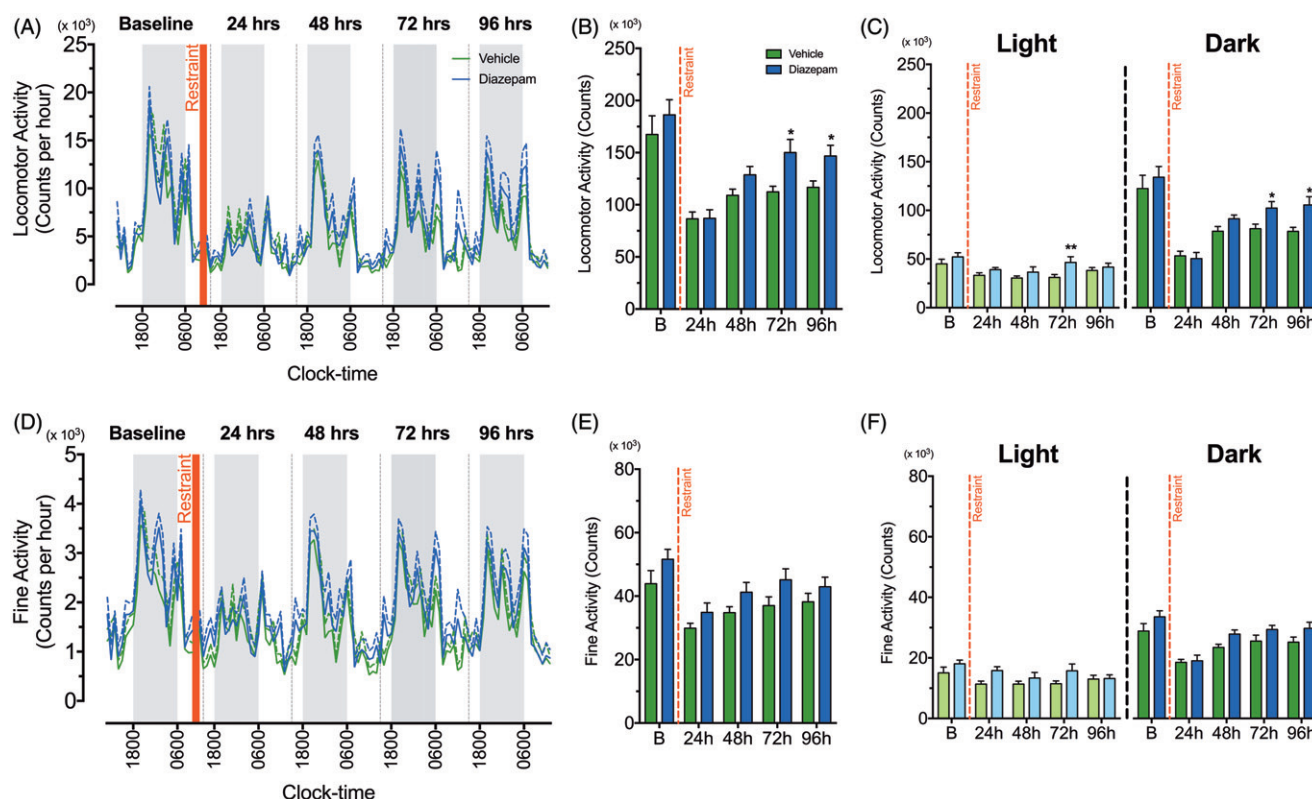 (A)
(x 10³)
Baseline 24 hrs 48 hrs 72 hrs 96 hrs
Locomotor Activity
(Counts per hour)
25
20
15
10
5
0
Restraint
Vehicle
Diazepam
1800 0600 1800 0600 1800 0600 1800 0600 1800 0600
Clock-time
(B)
(x 10³)
Locomotor Activity (Counts)
250
200
150
100
50
0
Restraint
Vehicle
Diazepam
* *
B 24h 48h 72h 96h
(C)
(x 10³)
Light Dark
Locomotor Activity (Counts)
250
200
150
100
50
0
Restraint Restraint
** * *
B 24h 48h 72h 96h B 24h 48h 72h 96h
(D)
(x 10³)
Baseline 24 hrs 48 hrs 72 hrs 96 hrs
Fine Activity
(Counts per hour)
5
4
3
2
1
0
Restraint
1800 0600 1800 0600 1800 0600 1800 0600 1800 0600
Clock-time
(E)
(x 10³)
Fine Activity (Counts)
80
60
40
20
0
Restraint
B 24h 48h 72h 96h
(F)
(x 10³)
Light Dark
Fine Activity (Counts)
80
60
40
20
0
Restraint Restraint
B 24h 48h 72h 96h B 24h 48h 72h 96h